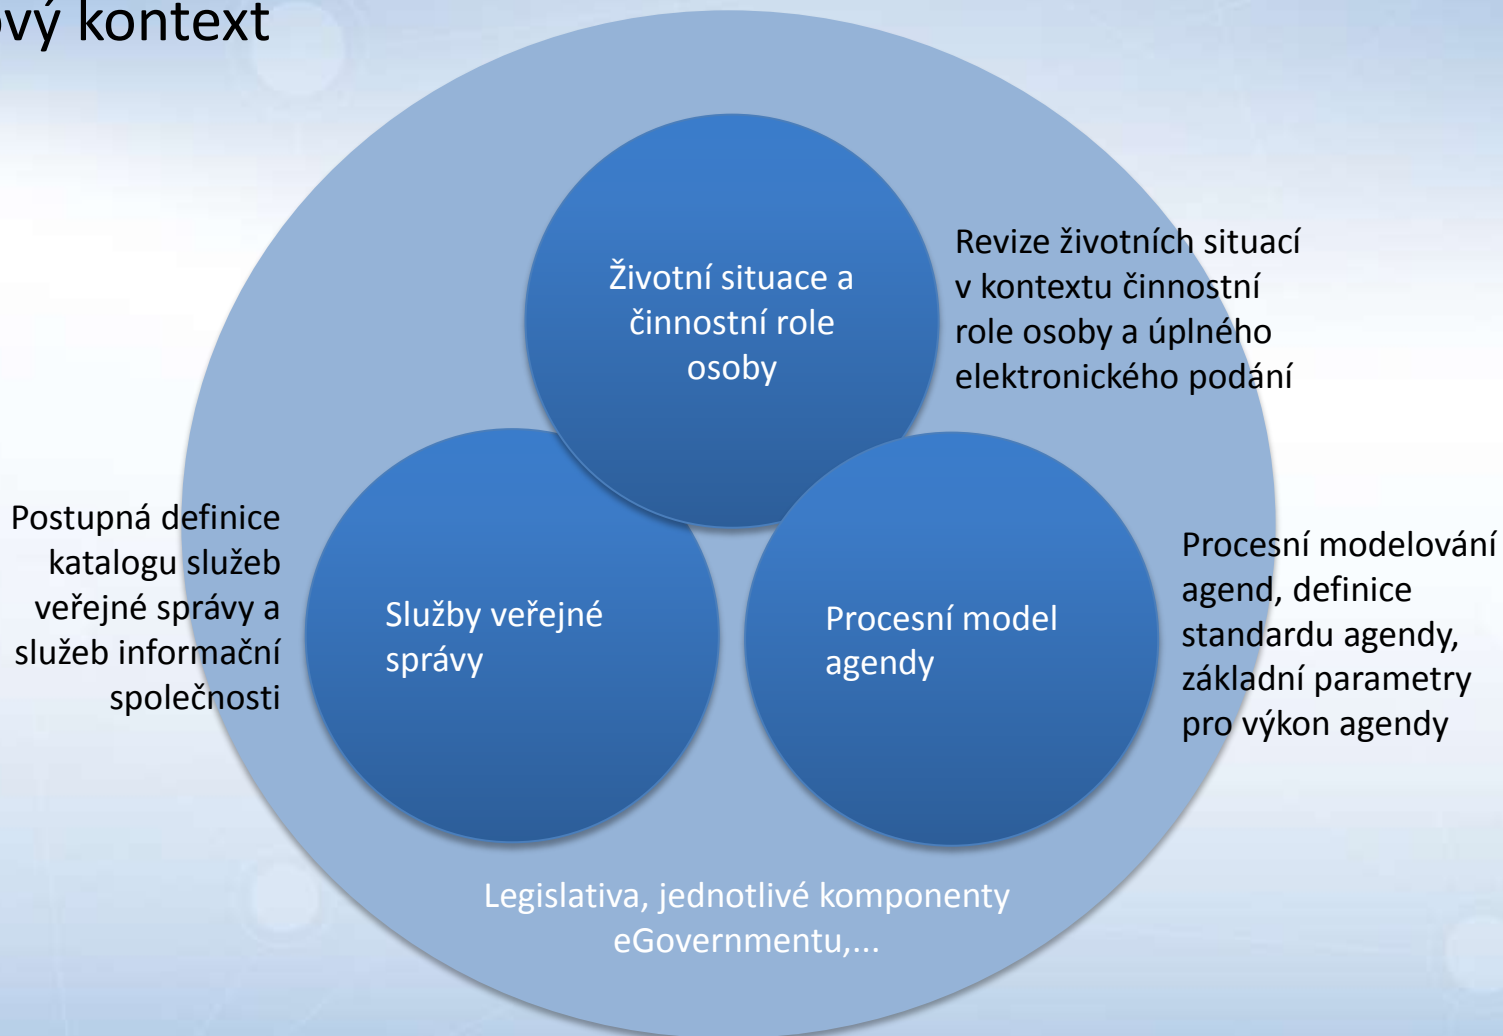 ový kontext
Životní situace a
činnostní role
osoby
Revize životních situací
v kontextu činnostní
role osoby a úplného
elektronického podání
Postupná definice
katalogu služeb
veřejné správy a
služeb informační
společnosti
Služby veřejné
správy
Procesní model
agendy
Procesní modelování
agend, definice
standardu agendy,
základní parametry
pro výkon agendy
Legislativa, jednotlivé komponenty
eGovernmentu,...